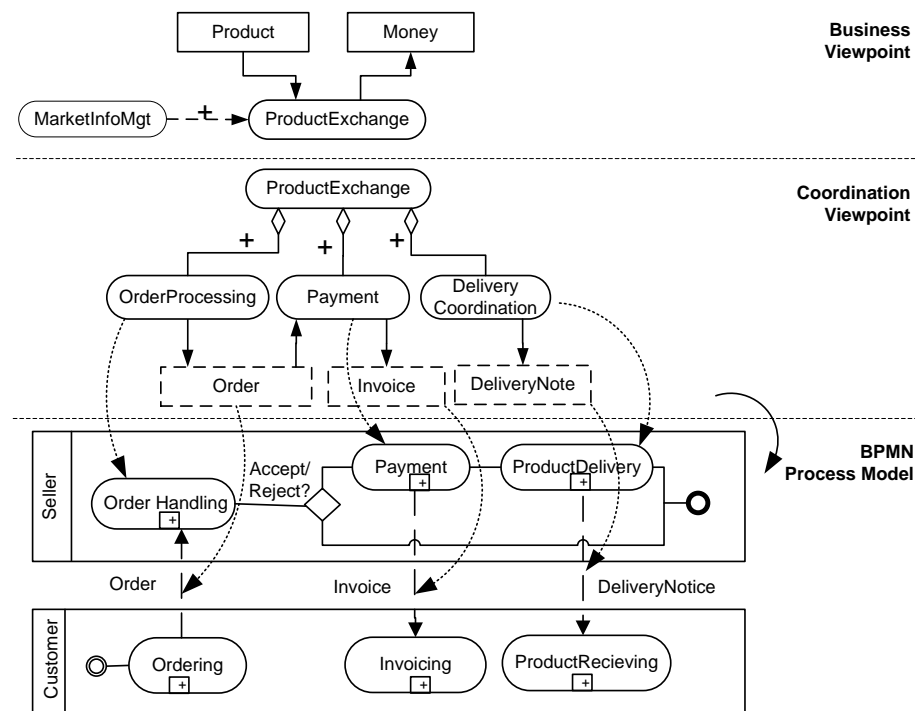 Product
Money
Business
Viewpoint
MarketInfoMgt
+
ProductExchange
ProductExchange
Coordination
Viewpoint
+
+
+
OrderProcessing
Payment
Delivery
Coordination
Order
Invoice
DeliveryNote
BPMN
Process Model
Seller
Accept/
Reject?
Payment
+
ProductDelivery
+
Order Handling
+
Order
Invoice
DeliveryNotice
Customer
Ordering
+
Invoicing
+
ProductRecieving
+